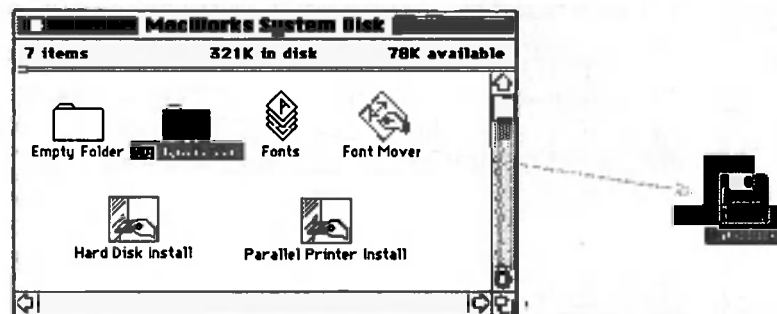 MacWorks System Disk
7 items 321K in disk 78K available
Empty Folder Fonts Font Mover
Hard Disk Install Parallel Printer Install